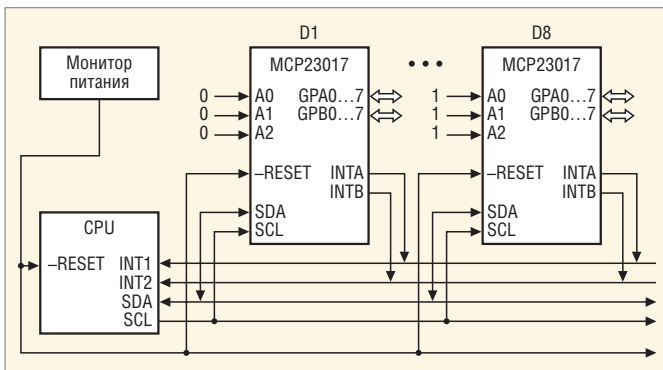 D1
D8
Монитор
питания
MCP23017
• • •
MCP23017
0 A0 GPA0...7
0 A1 GPB0...7
0 A2
1 A0 GPA0...7
1 A1 GPB0...7
1 A2
–RESET INTA
INTB
SDA
SCL
–RESET INTA
INTB
SDA
SCL
CPU
–RESET INT1
INT2
SDA
SCL